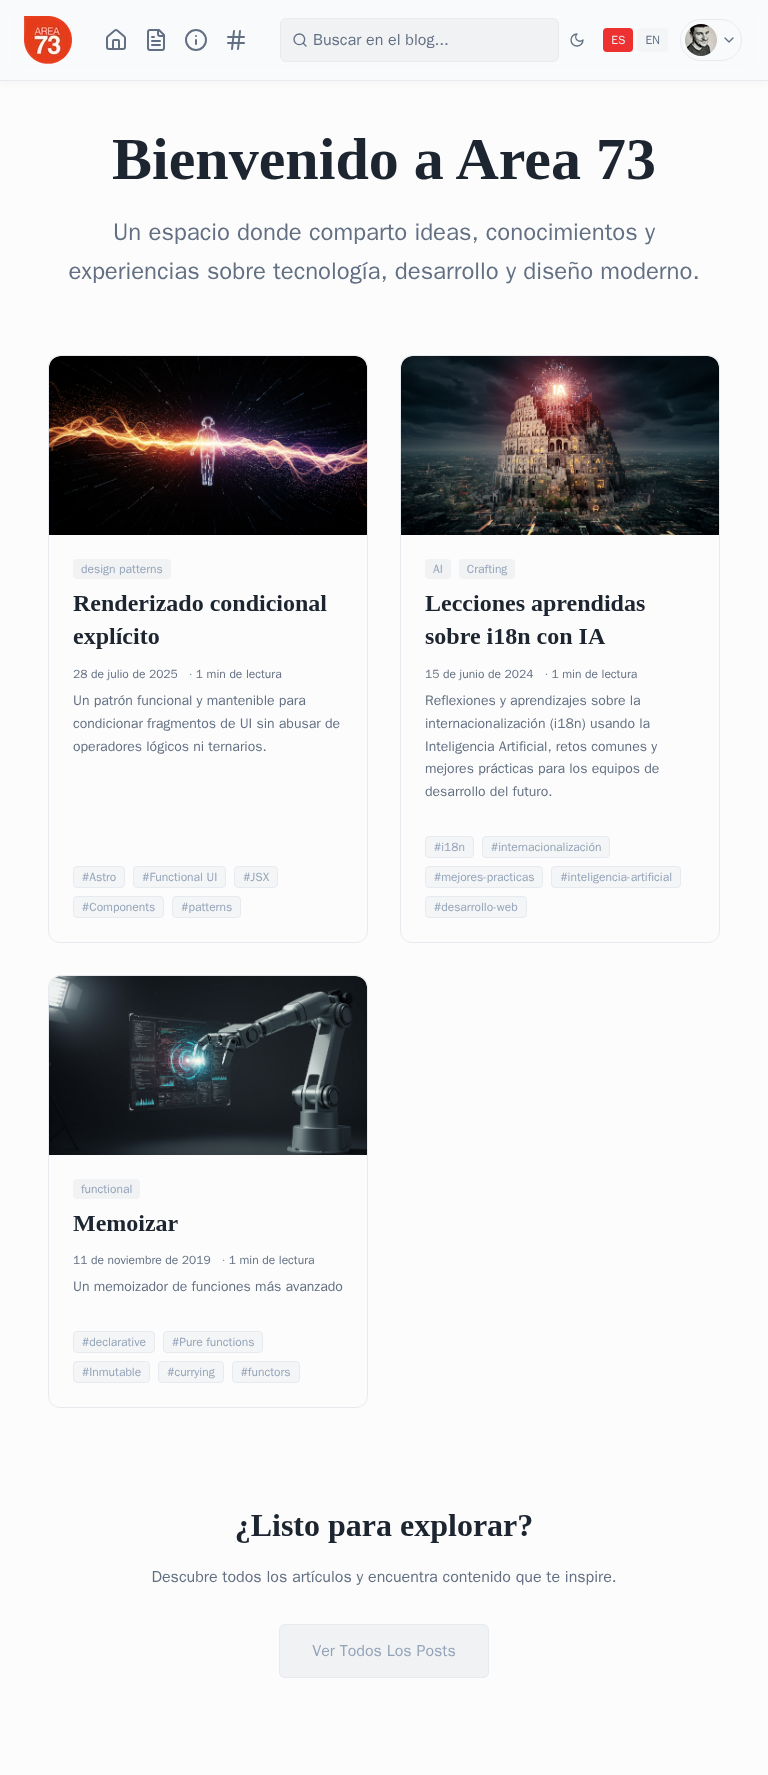 AREA
73
Buscar en el blog...
ES
EN
Bienvenido a Area 73
Un espacio donde comparto ideas, conocimientos y
experiencias sobre tecnología, desarrollo y diseño moderno.
design patterns
Renderizado condicional
explícito
28 de julio de 2025 · 1 min de lectura
Un patrón funcional y mantenible para
condicionar fragmentos de UI sin abusar de
operadores lógicos ni ternarios.
#Astro #Functional UI #JSX
#Components #patterns
IA
AI Crafting
Lecciones aprendidas
sobre i18n con IA
15 de junio de 2024 · 1 min de lectura
Reflexiones y aprendizajes sobre la
internacionalización (i18n) usando la
Inteligencia Artificial, retos comunes y
mejores prácticas para los equipos de
desarrollo del futuro.
#i18n #internacionalización
#mejores-practicas #inteligencia-artificial
#desarrollo-web
functional
Memoizar
11 de noviembre de 2019 · 1 min de lectura
Un memoizador de funciones más avanzado
#declarative #Pure functions
#Inmutable #currying #functors
¿Listo para explorar?
Descubre todos los artículos y encuentra contenido que te inspire.
Ver Todos Los Posts